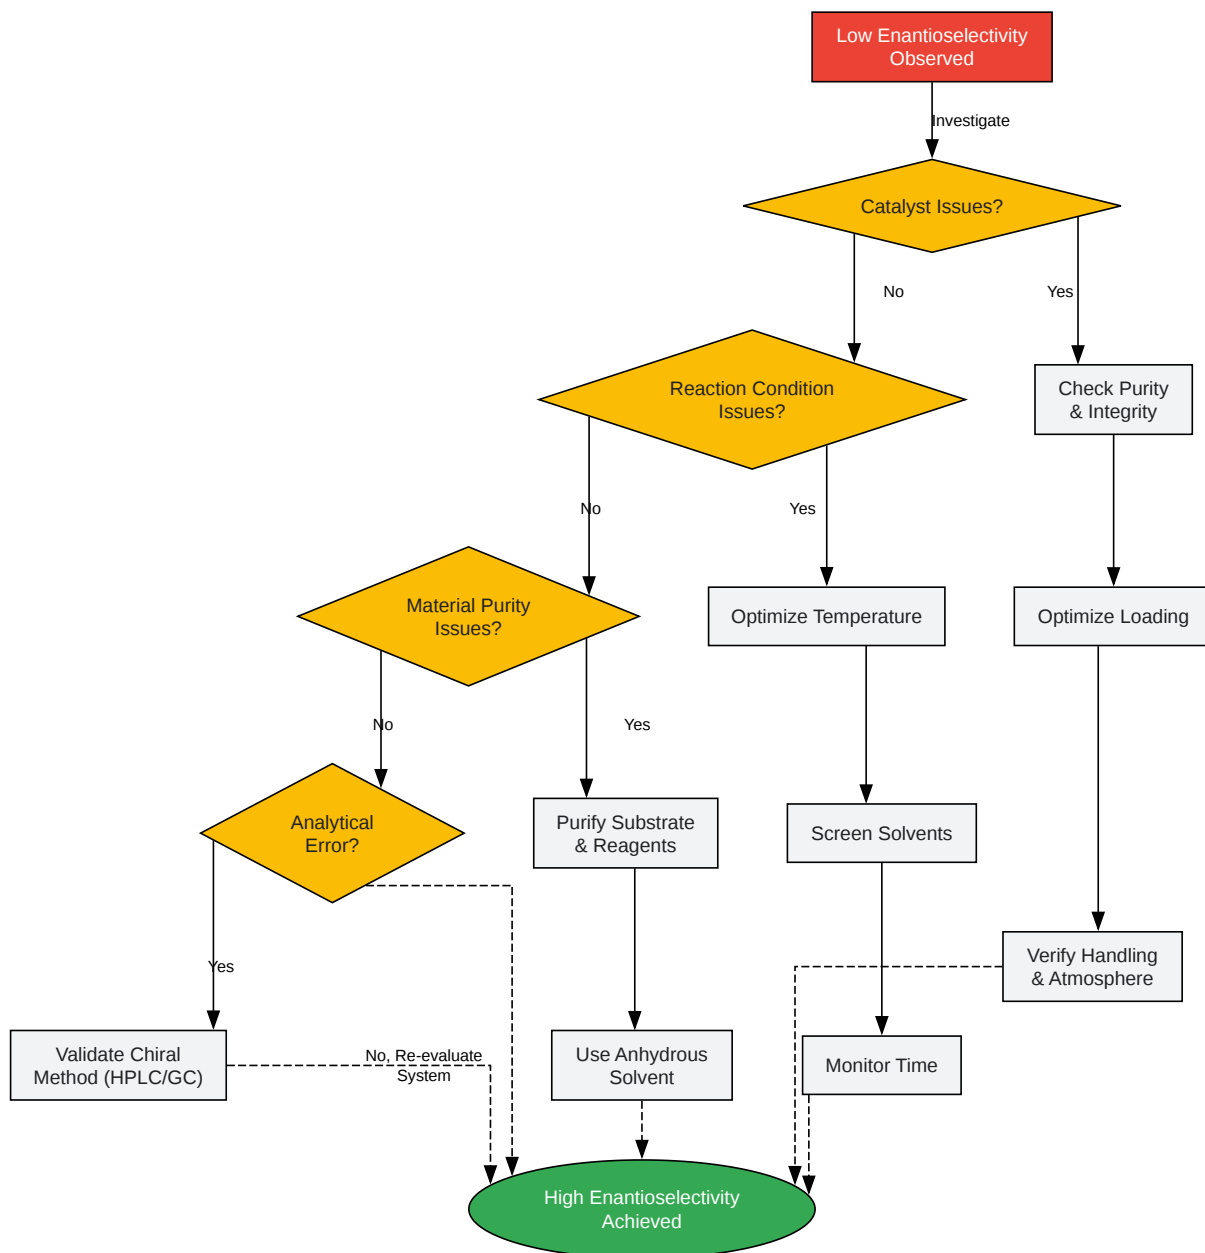 Low Enantioselectivity
Observed
Investigate
Catalyst Issues?
No
Yes
Reaction Condition
Issues?
Check Purity
& Integrity
No
Yes
Material Purity
Issues?
Optimize Temperature
Optimize Loading
No
Yes
Analytical
Error?
Purify Substrate
& Reagents
Screen Solvents
Yes
Verify Handling
& Atmosphere
Validate Chiral
Method (HPLC/GC)
No, Re-evaluate
System
Use Anhydrous
Solvent
Monitor Time
High Enantioselectivity
Achieved